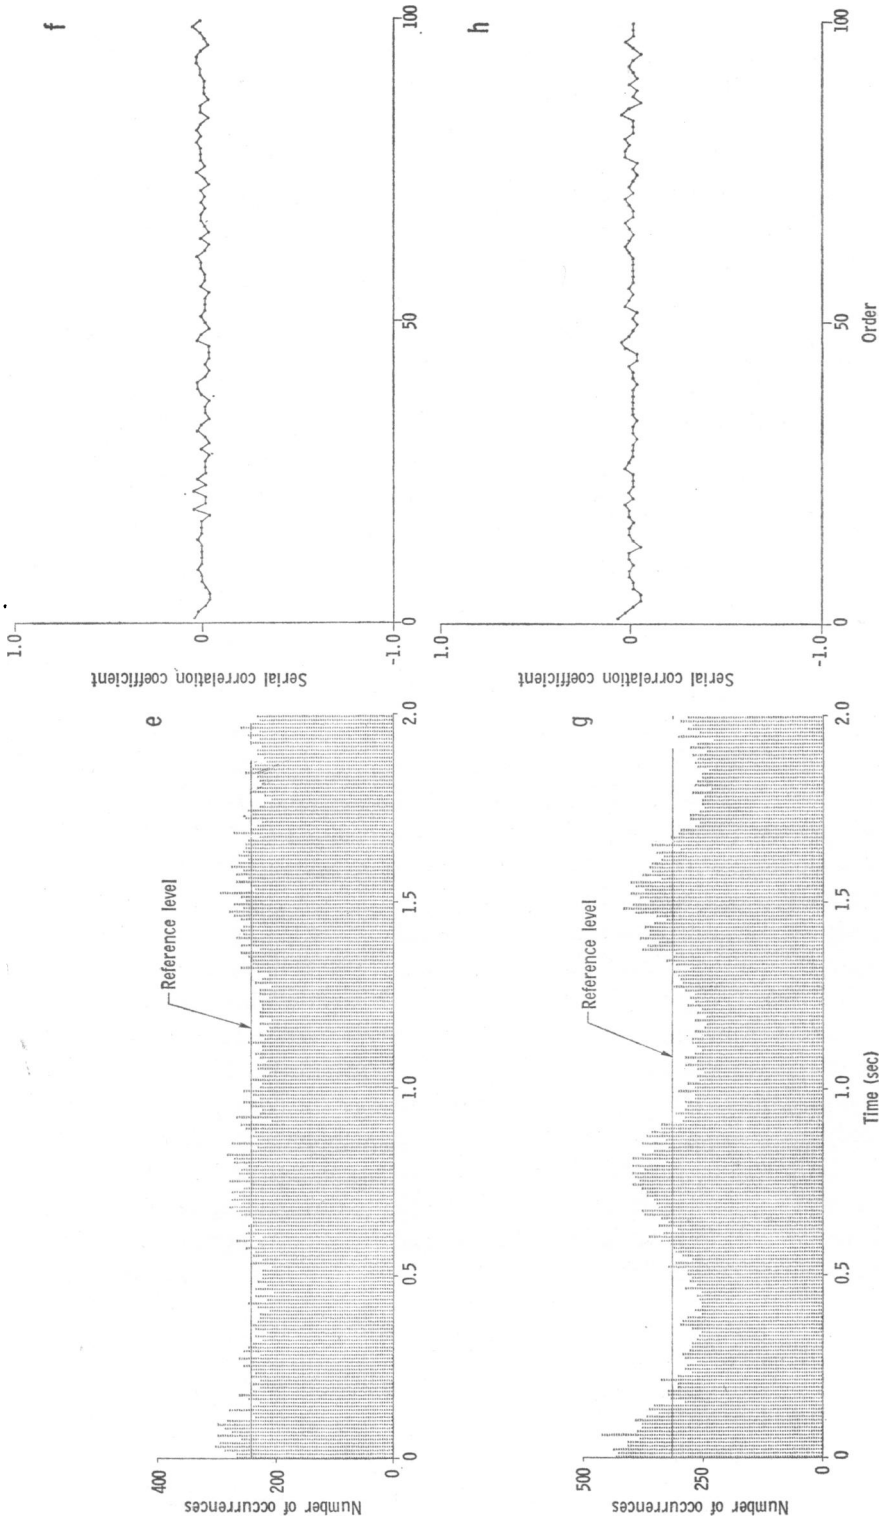 e
Number of occurrences
400
200
0
Reference level
0
0.5
1.0
1.5
2.0
f
Serial correlation coefficient
1.0
0
-1.0
0
50
100
g
Number of occurrences
500
250
0
Reference level
0
0.5
1.0
1.5
2.0
Time (sec)
h
Serial correlation coefficient
1.0
0
-1.0
0
50
100
Order